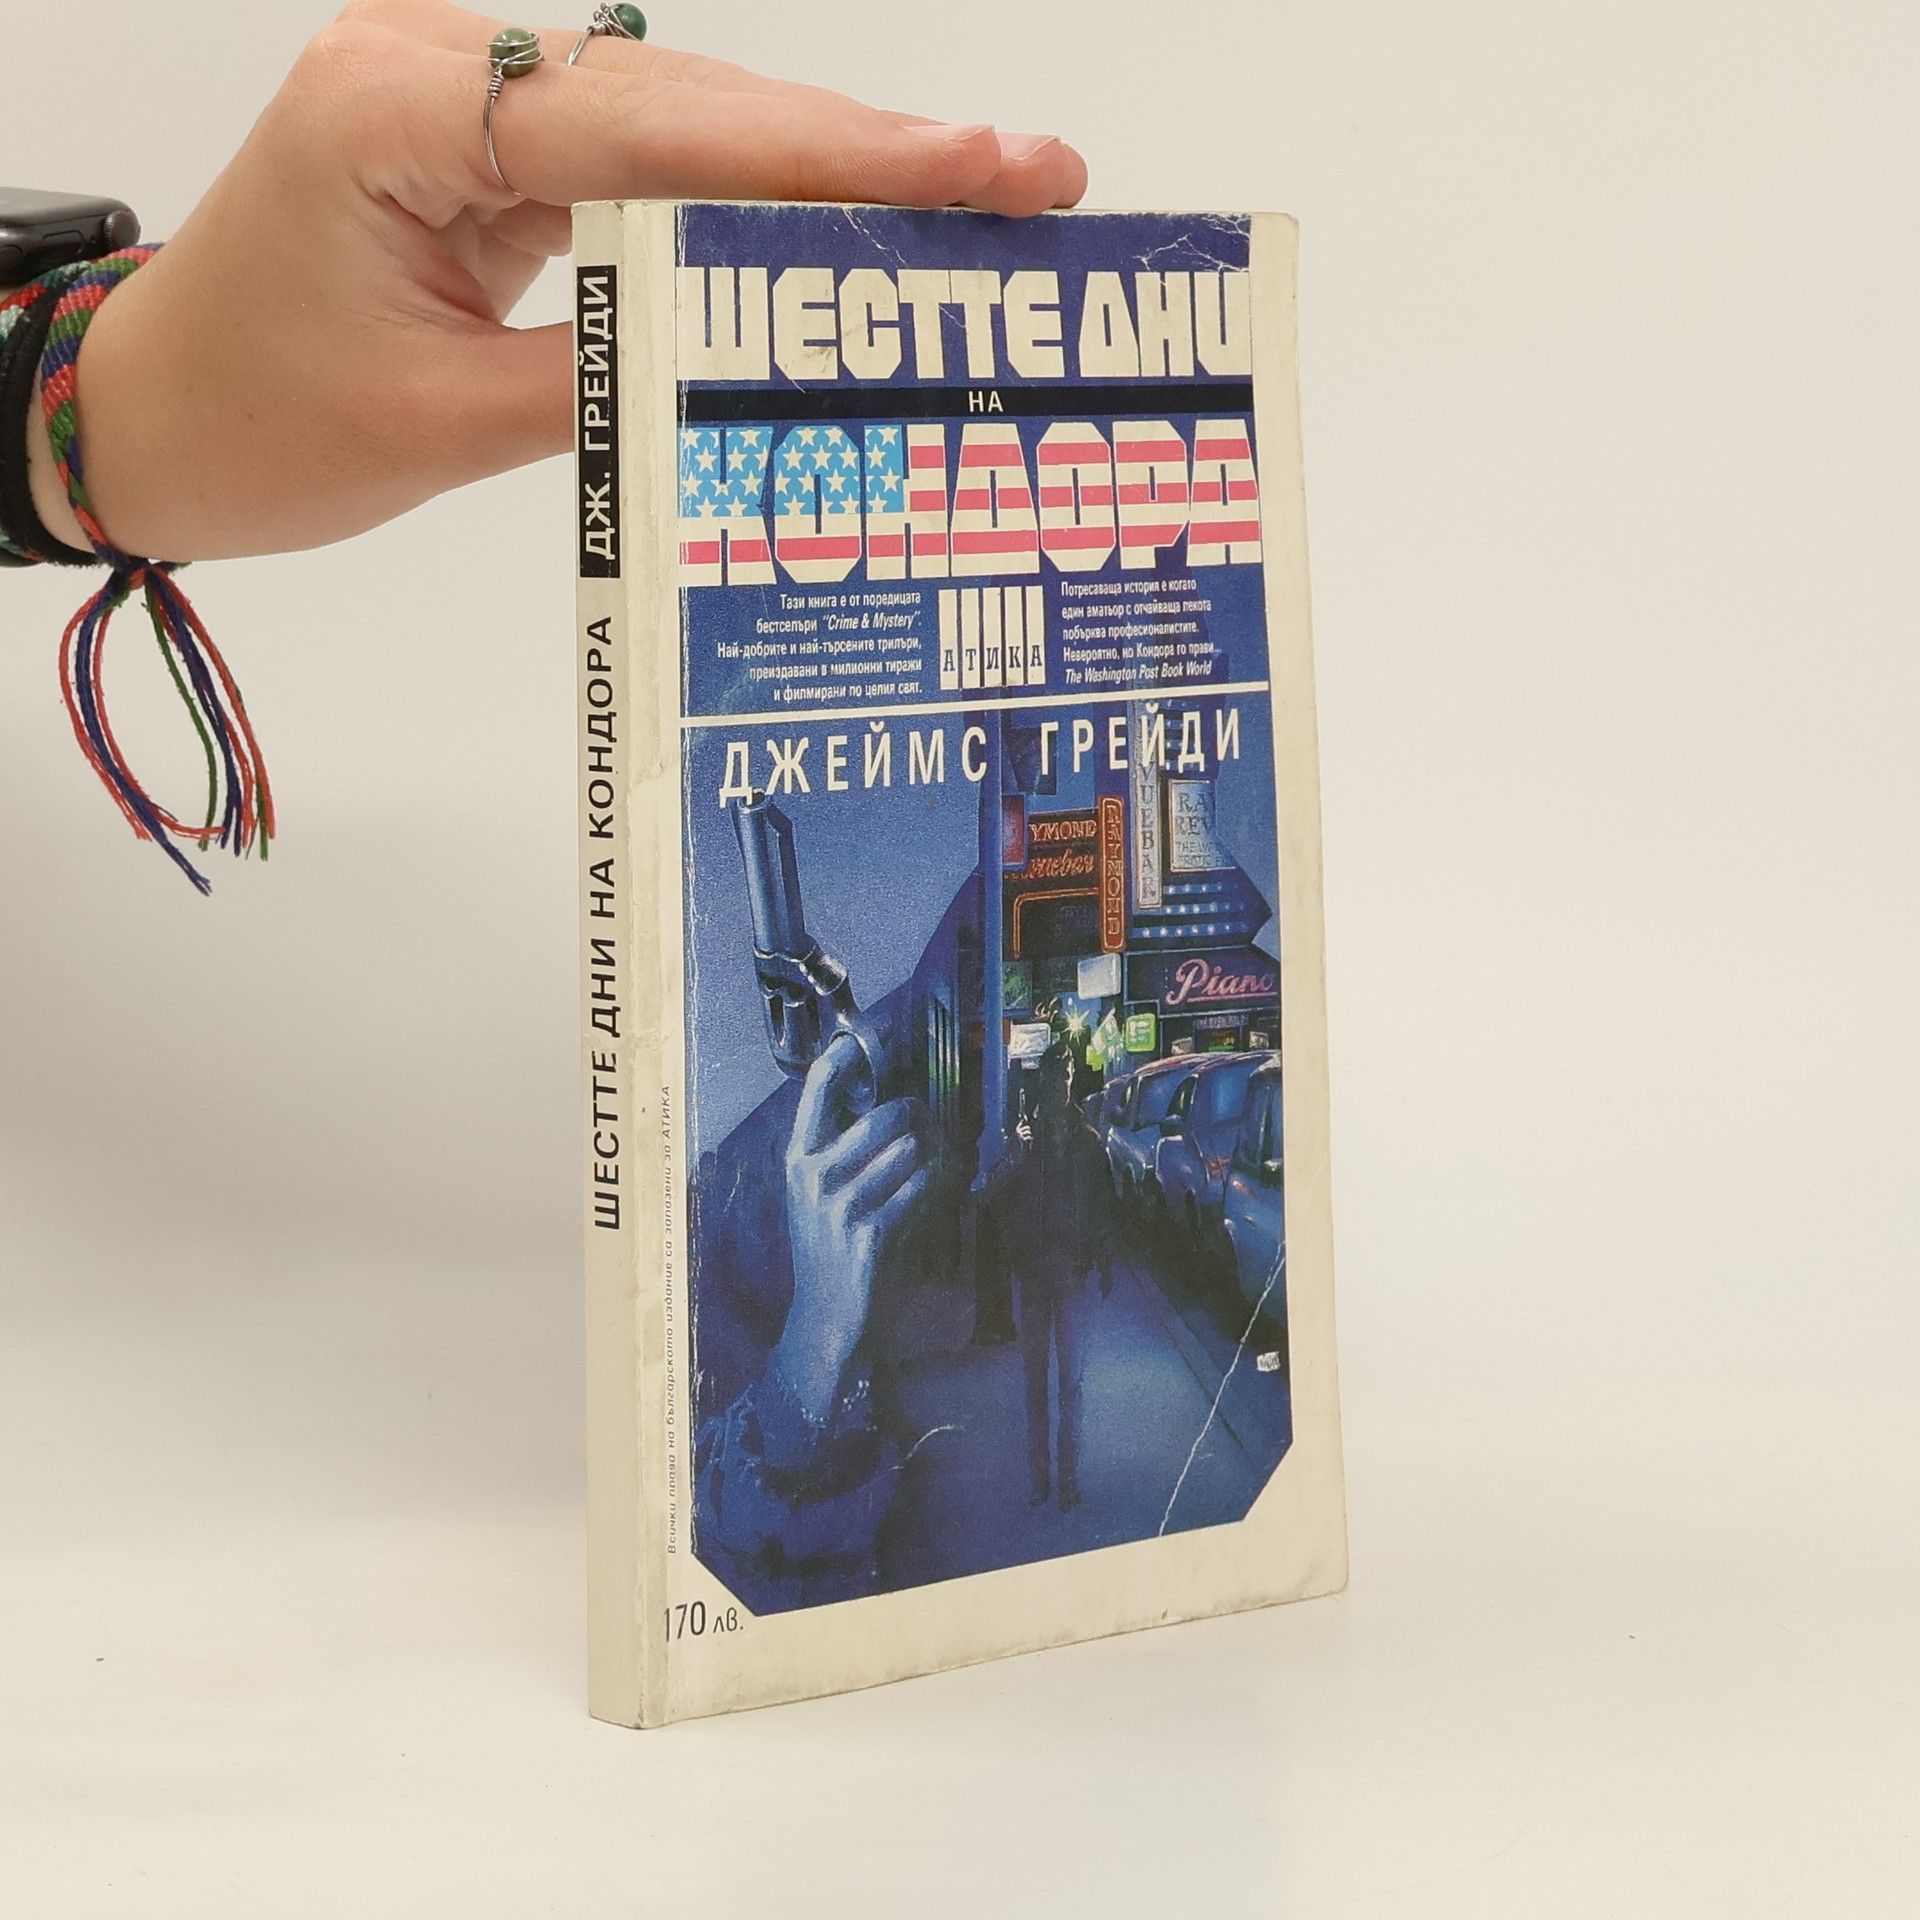 ШЕСТТЕ ДНИ
НА
КОНДОРА
Тази книга е от поредицата
бестселъри "Crime & Mystery".
Най-добрите и най-търсените трилъри,
преиздавани в милионни тиражи
и филмирани по целия свят.
АТИКА
Потресаваща история е когато
един аматьор с отчайваща лекота
побърква професионалистите.
Невероятно, но Кондора го прави...
The Washington Post Book World
ДЖЕЙМС ГРЕЙДИ
RAYMOND
Piano
170 лв.
Всички права на българското издание са запазени за АТИКА
ШЕСТТЕ ДНИ НА КОНДОРА ДЖ. ГРЕЙДИ